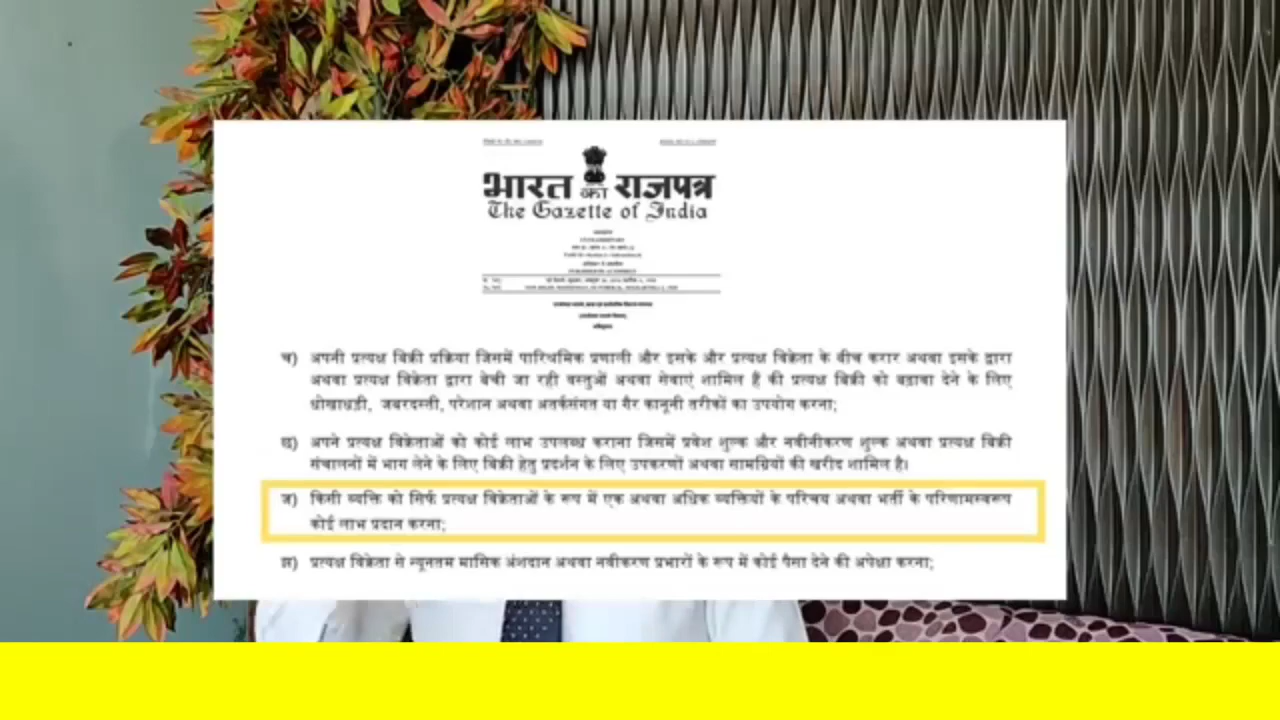 भारत का राजपत्र
The Gazette of India
च) अपनी प्रत्यक्ष बिक्री प्रक्रिया जिसमें पारिश्रमिक प्रणाली और इसके और प्रत्यक्ष विक्रेता के बीच करार अथवा इसके द्वारा
अथवा प्रत्यक्ष विक्रेता द्वारा बेची जा रही वस्तुओं अथवा सेवाएं शामिल हैं की प्रत्यक्ष बिक्री को बढ़ावा देने के लिए
धोखाधड़ी, जबरदस्ती, परेशान अथवा अतर्कसंगत या गैर कानूनी तरीकों का उपयोग करना;
छ) अपने प्रत्यक्ष विक्रेताओं को कोई लाभ उपलब्ध कराना जिसमें प्रवेश शुल्क और नवीनीकरण शुल्क अथवा प्रत्यक्ष बिक्री
संचालनों में भाग लेने के लिए बिक्री हेतु प्रदर्शन के लिए उपकरणों अथवा सामग्रियों की खरीद शामिल है।
ज) किसी व्यक्ति को सिर्फ प्रत्यक्ष विक्रेताओं के रूप में एक अथवा अधिक व्यक्तियों के परिचय अथवा भर्ती के परिणामस्वरूप
कोई लाभ प्रदान करना;
झ) प्रत्यक्ष विक्रेता से न्यूनतम मासिक अंशदान अथवा नवीकरण प्रभारों के रूप में कोई पैसा देने की अपेक्षा करना;